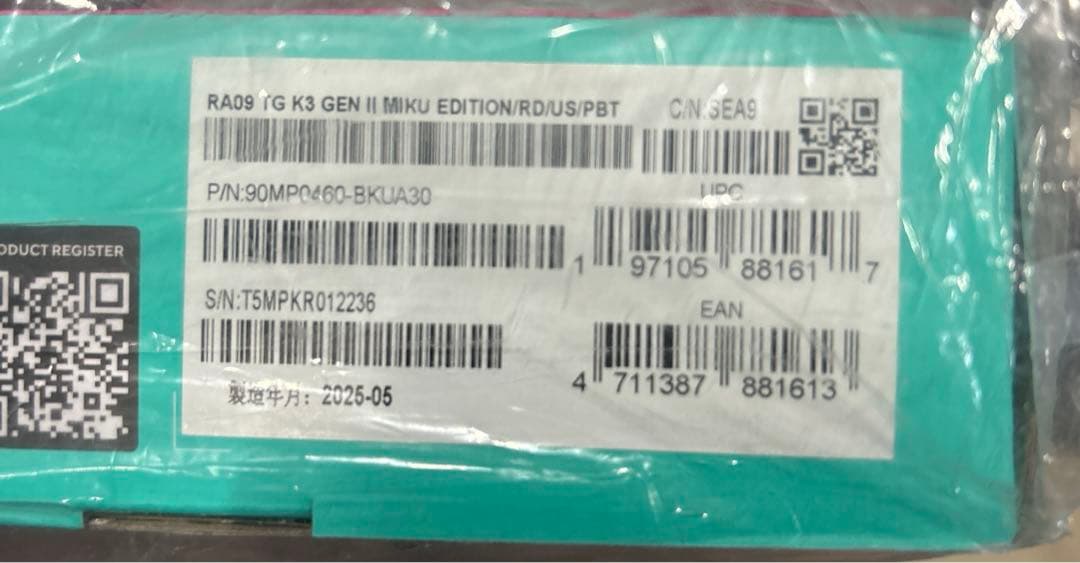 RA09 TG K3 GEN II MIKU EDITION/RD/US/PBT
C/N:SEA9
P/N:90MP0460-BKUA30
UPC
1 97105 88161 7
S/N:T5MPKR012236
EAN
4 711387 881613
製造年月：2025-05
ODUCT REGISTER